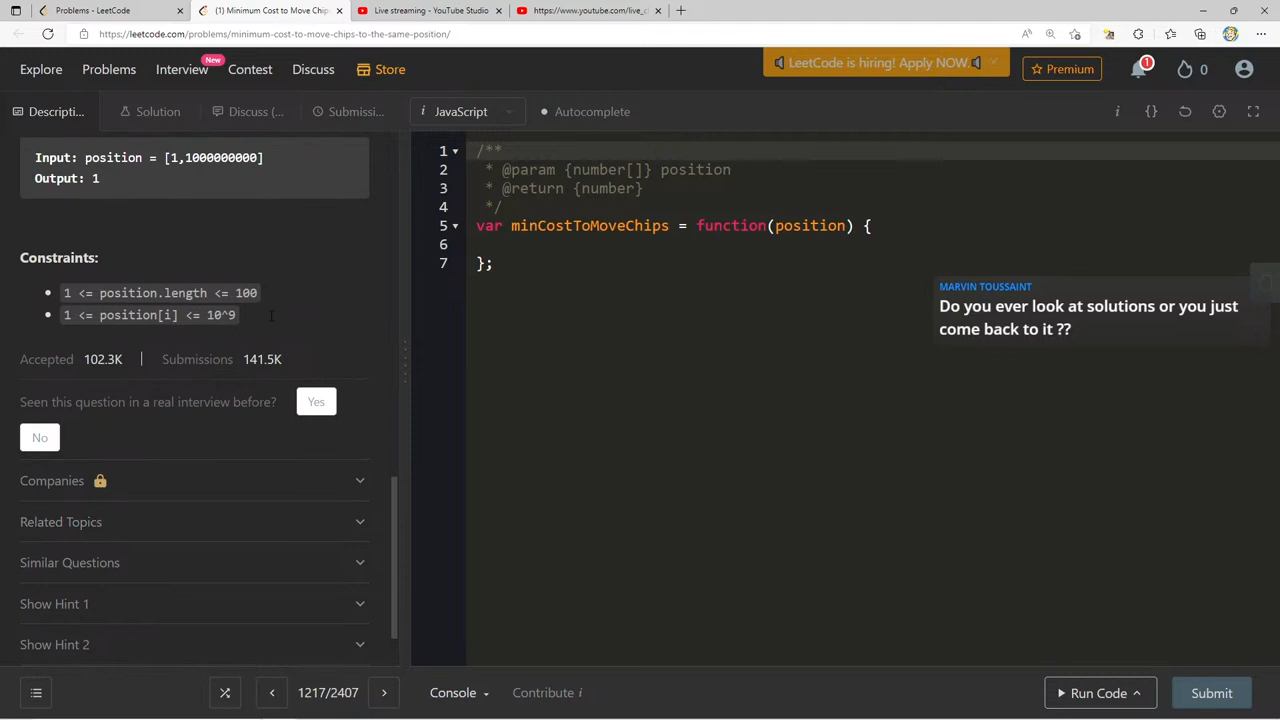 Problems - LeetCode
(1) Minimum Cost to Move Chip
Live streaming - YouTube Studio
https://www.youtube.com/live_c
https://leetcode.com/problems/minimum-cost-to-move-chips-to-the-same-position/
Explore
Problems
Interview
New
Contest
Discuss
Store
LeetCode is hiring! Apply NOW.
Premium
1
0
Descripti...
Solution
Discuss (...
Submissi...
i
JavaScript
Autocomplete
i
{}
Input: position = [1,1000000000]
Output: 1
Constraints:
1 <= position.length <= 100
1 <= position[i] <= 10^9
Accepted 102.3K | Submissions 141.5K
Seen this question in a real interview before? Yes
No
Companies
Related Topics
Similar Questions
Show Hint 1
Show Hint 2
1 /**
2 * @param {number[]} position
3 * @return {number}
4 */
5 var minCostToMoveChips = function(position) {
6
7 };
MARVIN TOUSSAINT
Do you ever look at solutions or you just
come back to it ??
1217/2407
Console
Contribute i
Run Code
Submit